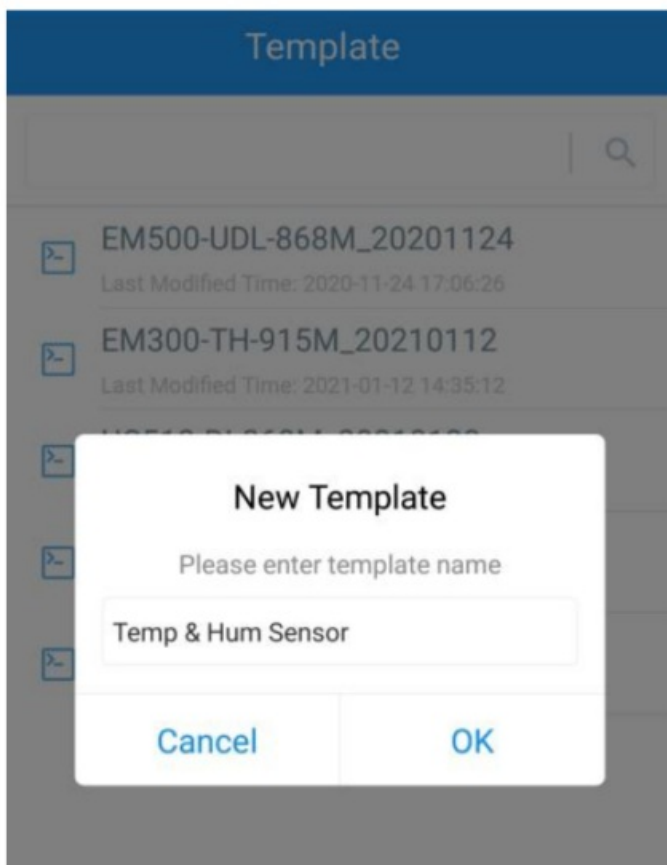 Template
EM500-UDL-868M_20201124
Last Modified Time: 2020-11-24 17:06:26
EM300-TH-915M_20210112
Last Modified Time: 2021-01-12 14:35:12
New Template
Please enter template name
Temp & Hum Sensor
Cancel
OK